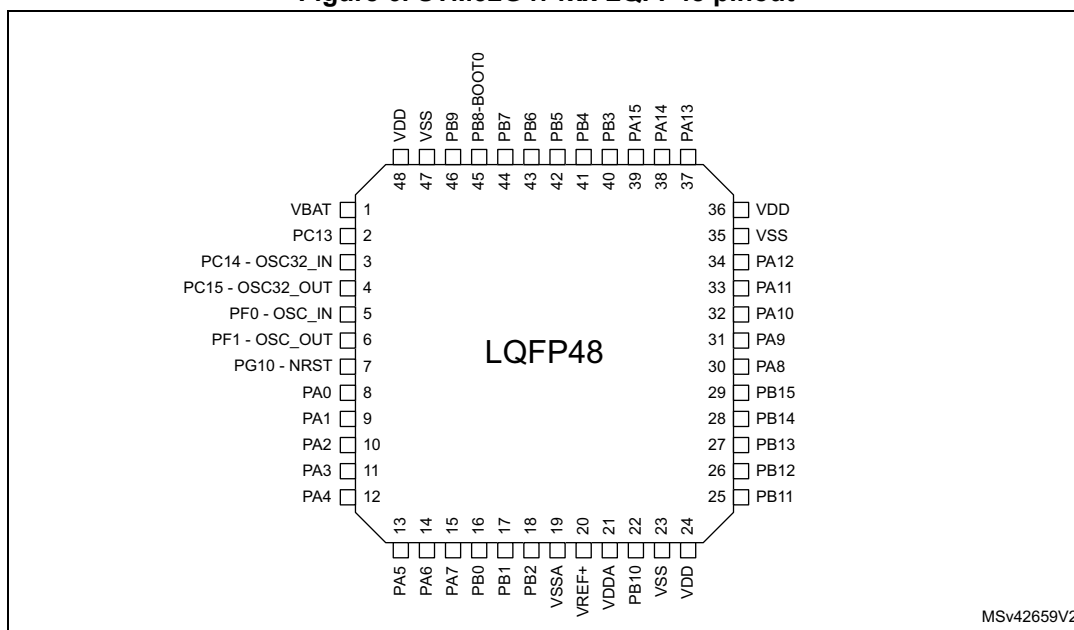 VDD
VSS
PB9
PB8-BOOT0
PB7
PB6
PB5
PB4
PB3
PA15
PA14
PA13
48
47
46
45
44
43
42
41
40
39
38
37
VBAT 1
PC13 2
PC14 - OSC32_IN 3
PC15 - OSC32_OUT 4
PF0 - OSC_IN 5
PF1 - OSC_OUT 6
PG10 - NRST 7
PA0 8
PA1 9
PA2 10
PA3 11
PA4 12
LQFP48
36 VDD
35 VSS
34 PA12
33 PA11
32 PA10
31 PA9
30 PA8
29 PB15
28 PB14
27 PB13
26 PB12
25 PB11
13
14
15
16
17
18
19
20
21
22
23
24
PA5
PA6
PA7
PB0
PB1
PB2
VSSA
VREF+
VDDA
PB10
VSS
VDD
MSv42659V2